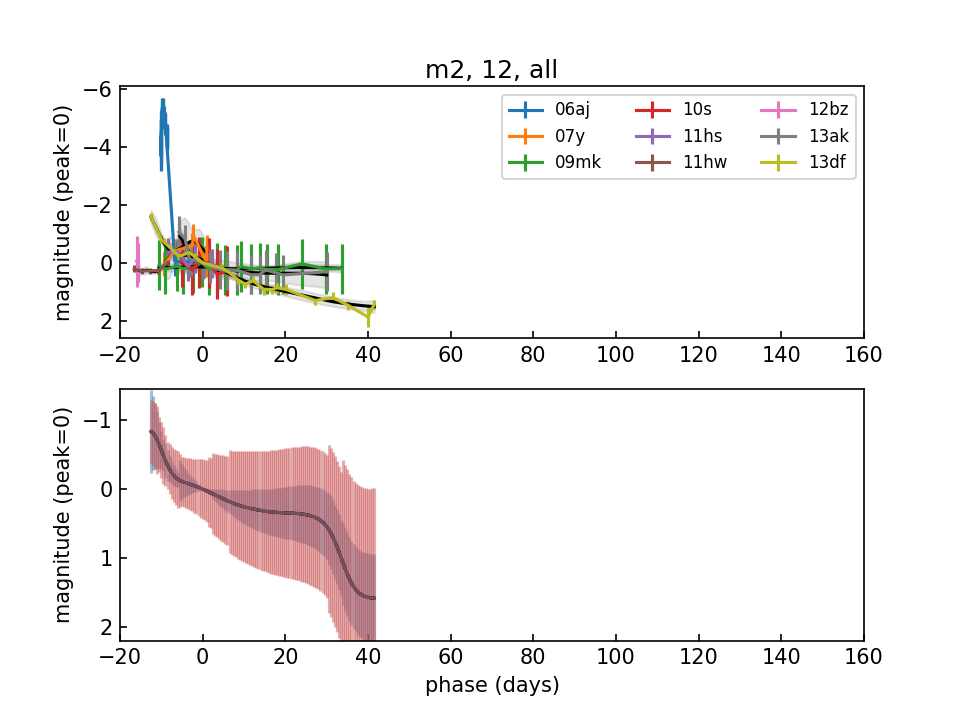 m2, 12, all
magnitude (peak=0)
−6
−4
−2
0
2
06aj
07y
09mk
10s
11hs
11hw
12bz
13ak
13df
−20 0 20 40 60 80 100 120 140 160
magnitude (peak=0)
−1
0
1
2
−20 0 20 40 60 80 100 120 140 160
phase (days)